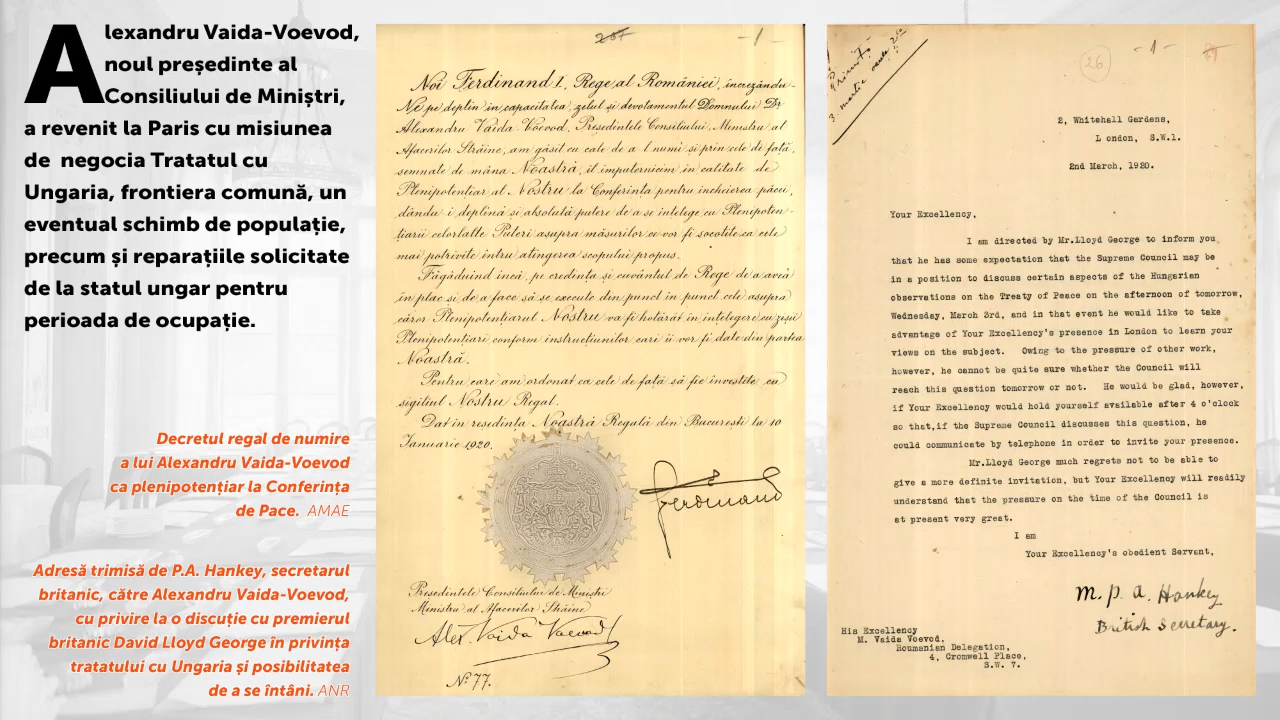 Alexandru Vaida-Voevod,
noul președinte al
Consiliului de Miniștri,
a revenit la Paris cu misiunea
de negocia Tratatul cu
Ungaria, frontiera comună, un
eventual schimb de populație,
precum și reparațiile solicitate
de la statul ungar pentru
perioada de ocupație.
Decretul regal de numire
a lui Alexandru Vaida-Voevod
ca plenipotențiar la Conferința
de Pace. AMAE
Adresă trimisă de P.A. Hankey, secretarul
britanic, către Alexandru Vaida-Voevod,
cu privire la o discuție cu premierul
britanic David Lloyd George în privința
tratatului cu Ungaria și posibilitatea
de a se întâni. ANR
287 -1-
Noi Ferdinand I, Rege al României, increzându-
Ne pe deplin in capacitatea, zelul si devotamentul Domnului Dr
Alexandru Vaida-Voevod, Presedintele Consiliului, Ministru al
Afacerilor Sträine, am găsit cu cale de a-l numi și prin cele de față,
semnate de mâna Noastră, îl imputernicim in calitate de
Plenipotentiar al Nostru la Conferința pentru incheierea păcii,
dându-i deplină și absolută putere de a se intelege cu Plenipoten-
țiarii celorlalte Puteri asupra măsurilor ce vor fi socotite ca cele
mai potrivite intru atingerea scopului propus.
Făgăduind incă, pe credința și cuvântul de Rege de a avea
in plac și de a face să se execute din punct in punct cele asupra
căror Plenipotențiarul Nostru va fi hotărât in ințelegere cu zișii
Plenipotențiari conform instrucțiunilor cari ii vor fi date din partea
Noastră.
Pentru care am ordonat ca cele de față să fie investite cu
sigiliul Nostru Regal.
Dat in reședința Noastră Regală din București la 10
Ianuarie 1920.
Ferdinand
Președintele Consiliului de Miniștri
Ministru al Afacerilor Străine
Alex. Vaida Voevod
No. 77.
26 -1- 87
2, Whitehall Gardens,
London, S.W.1.
2nd March, 1920.
Your Excellency,
I am directed by Mr.Lloyd George to inform you
that he has some expectation that the Supreme Council may be
in a position to discuss certain aspects of the Hungarian
observations on the Treaty of Peace on the afternoon of tomorrow,
Wednesday, March 3rd, and in that event he would like to take
advantage of Your Excellency's presence in London to learn your
views on the subject. Owing to the pressure of other work,
however, he cannot be quite sure whether the Council will
reach this question tomorrow or not. He would be glad, however,
if Your Excellency would hold yourself available after 4 o'clock
so that,if the Supreme Council discusses this question, he
could communicate by telephone in order to invite your presence.
Mr.Lloyd George much regrets not to be able to
give a more definite invitation, but Your Excellency will readily
understand that the pressure on the time of the Council is
at present very great.
I am
Your Excellency's obedient Servant,
M. P. A. Hankey
British Secretary.
His Excellency
M. Vaida Voevod,
Roumanian Delegation,
4, Cromwell Place,
S.W. 7.